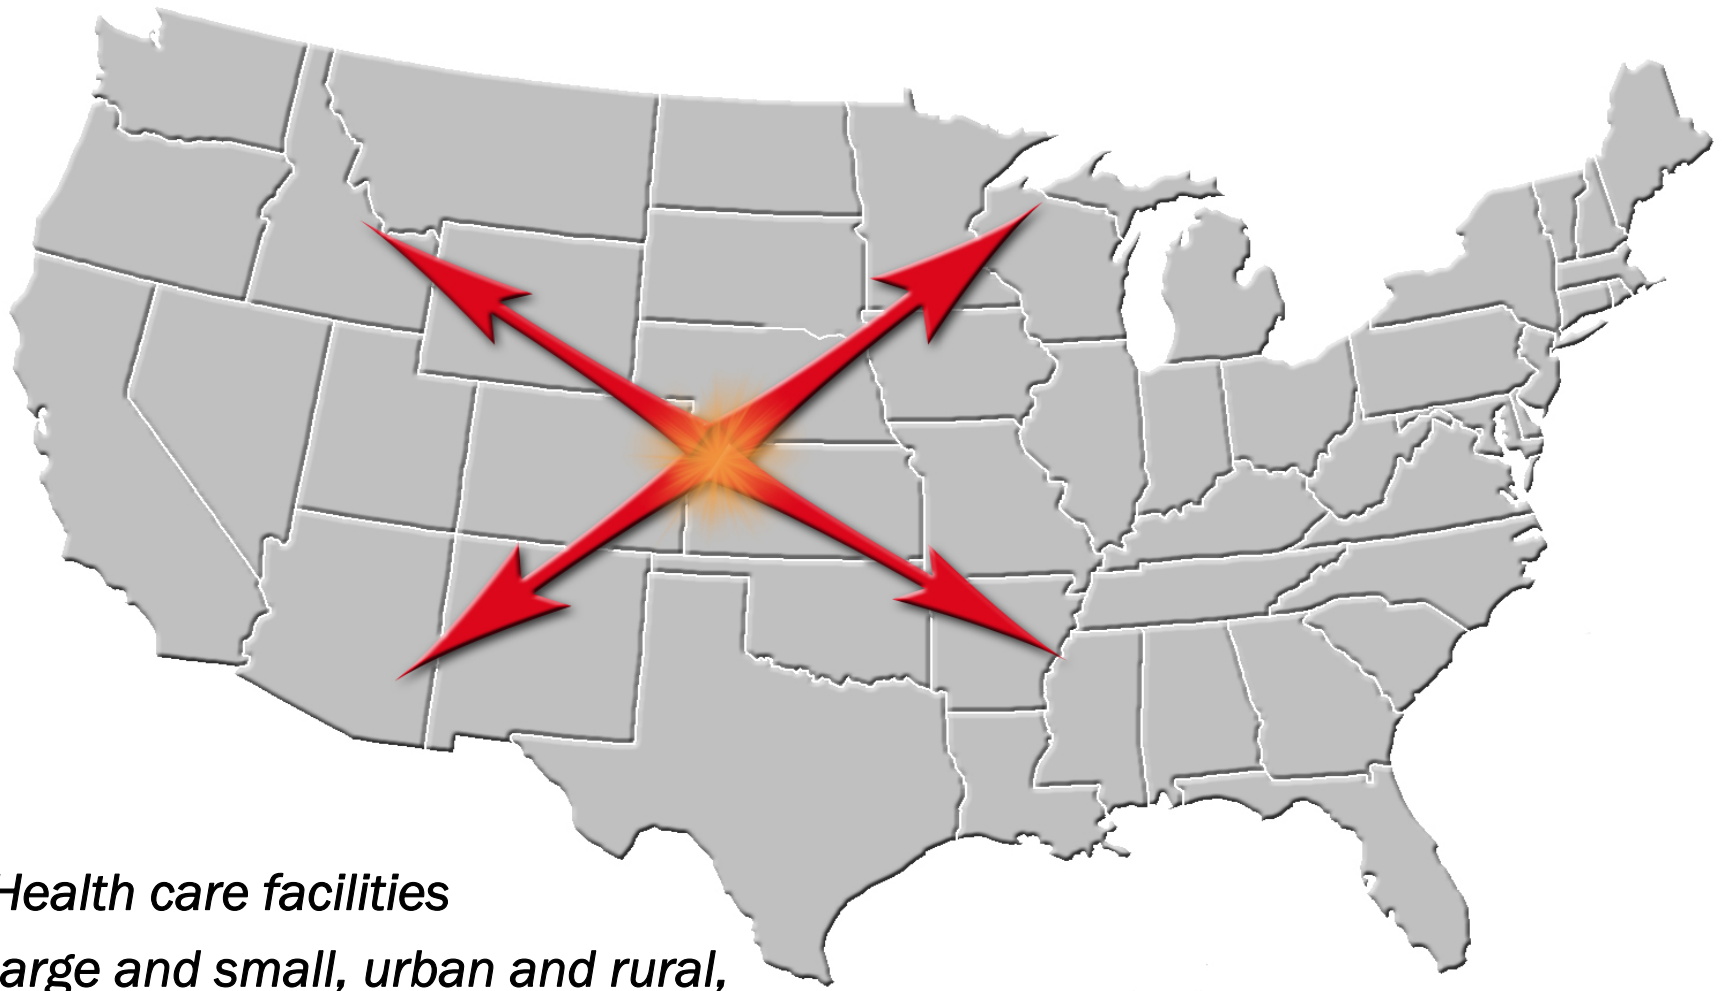 Health care facilities
arge and small, urban and rural,